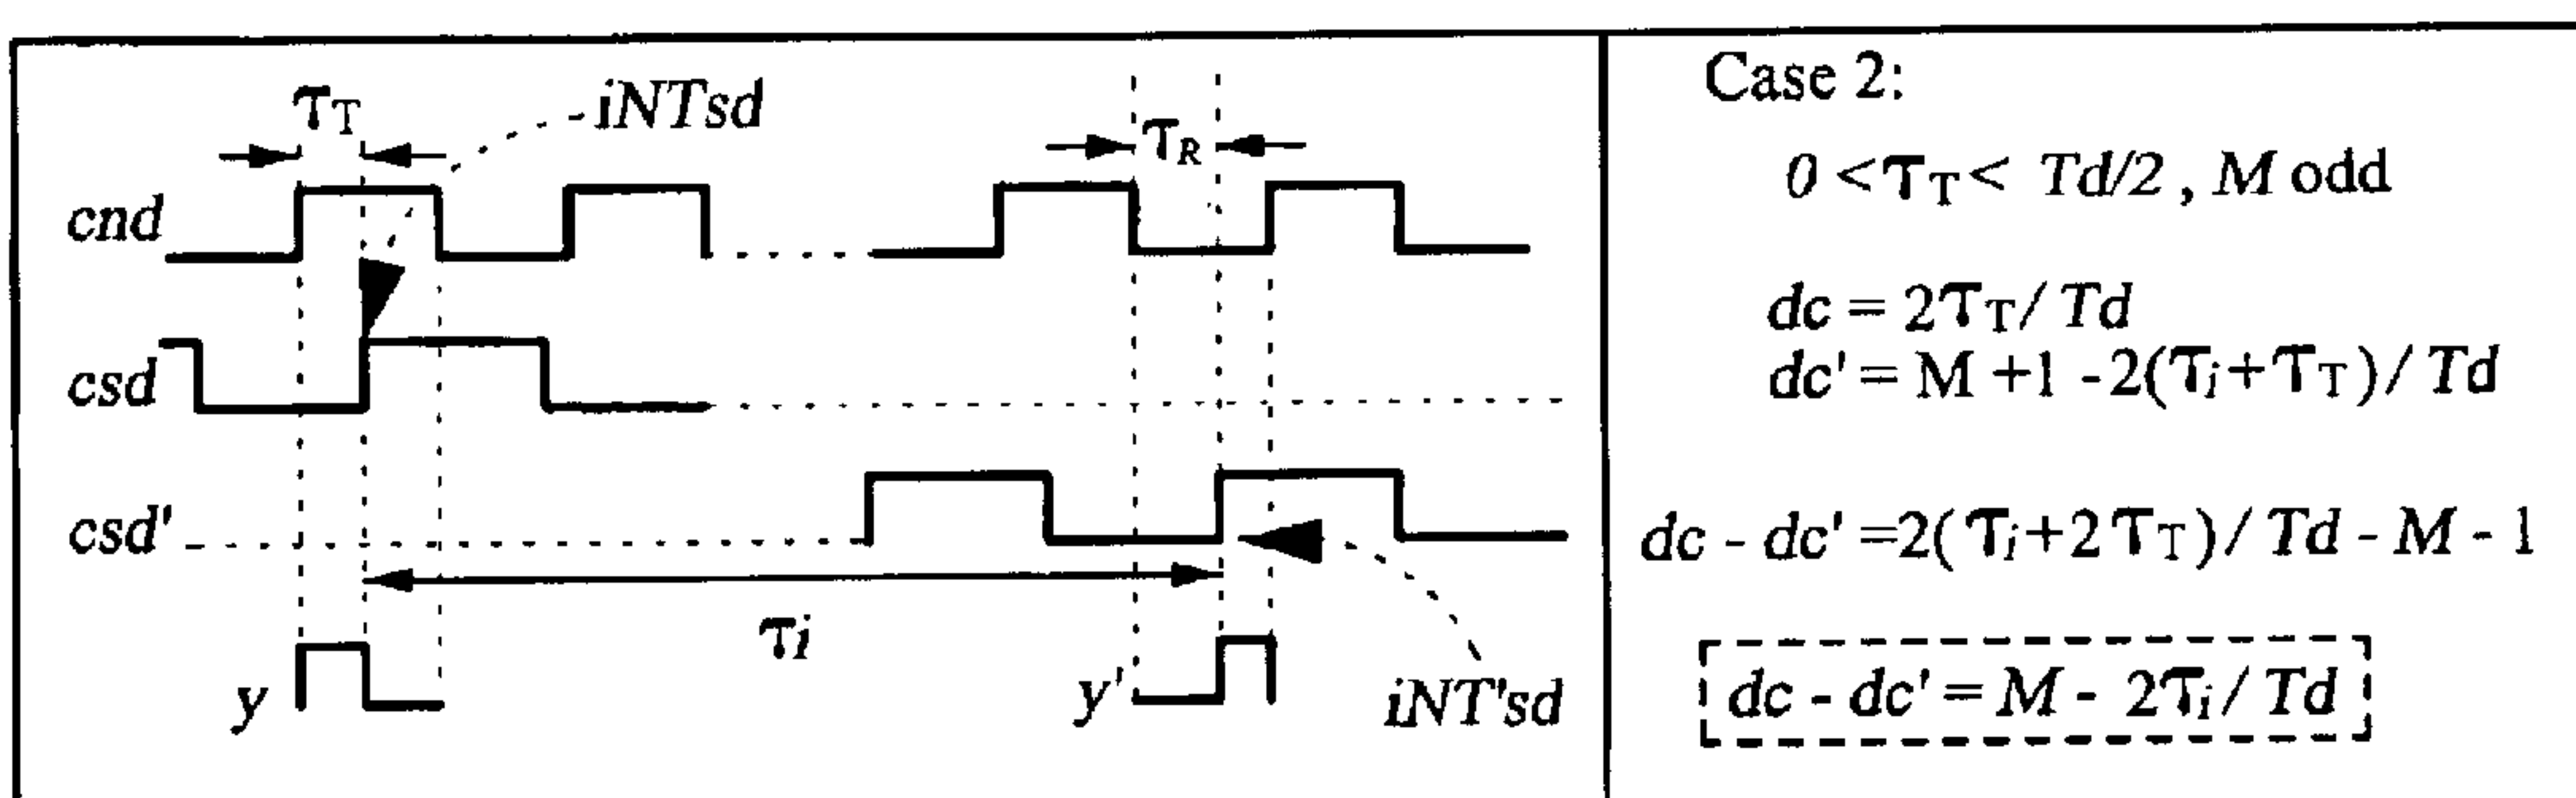 τT
iNTsd
τR
cnd
csd
csd'
τi
y
y'
iNT'sd
Case 2:
0 < τT < Td/2 , M odd
dc = 2τT / Td
dc' = M +1 -2(τi+τT) / Td
dc - dc' =2( τi+2τT) / Td - M - 1
dc - dc' = M - 2τi / Td